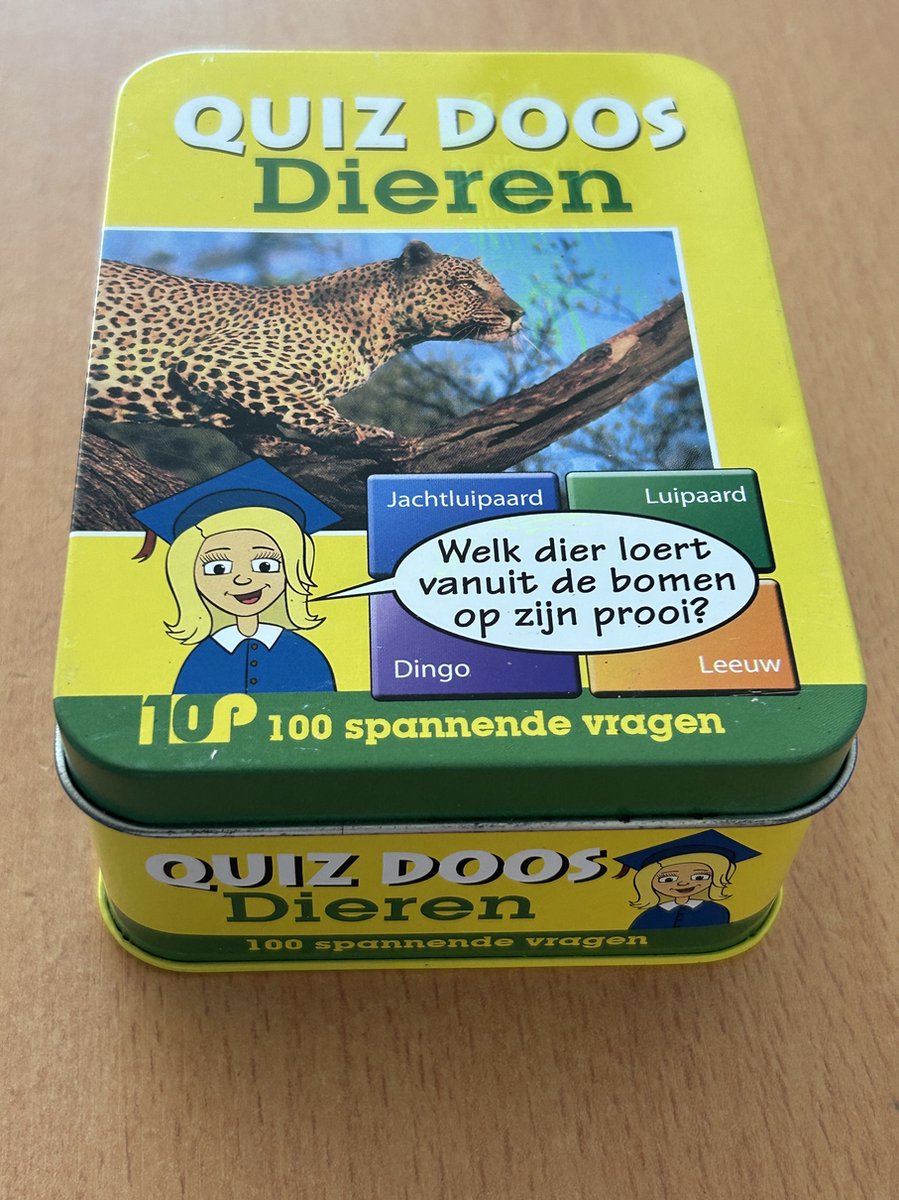 QUIZ DOOS
Dieren
Jachtluipaard
Luipaard
Welk dier loert
vanuit de bomen
op zijn prooi?
Dingo
Leeuw
TOP 100 spannende vragen
QUIZ DOOS
Dieren
100 spannende vragen